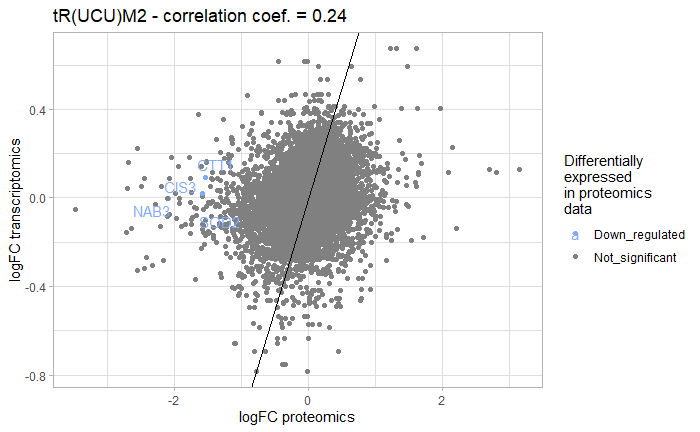 tR(UCU)M2 - correlation coef. = 0.24
logFC transcriptomics
0.4
0.0
-0.4
-0.8
CIS3
NAB3
-2
0
2
logFC proteomics
Differentially
expressed
in proteomics
data
a Down_regulated
Not_significant